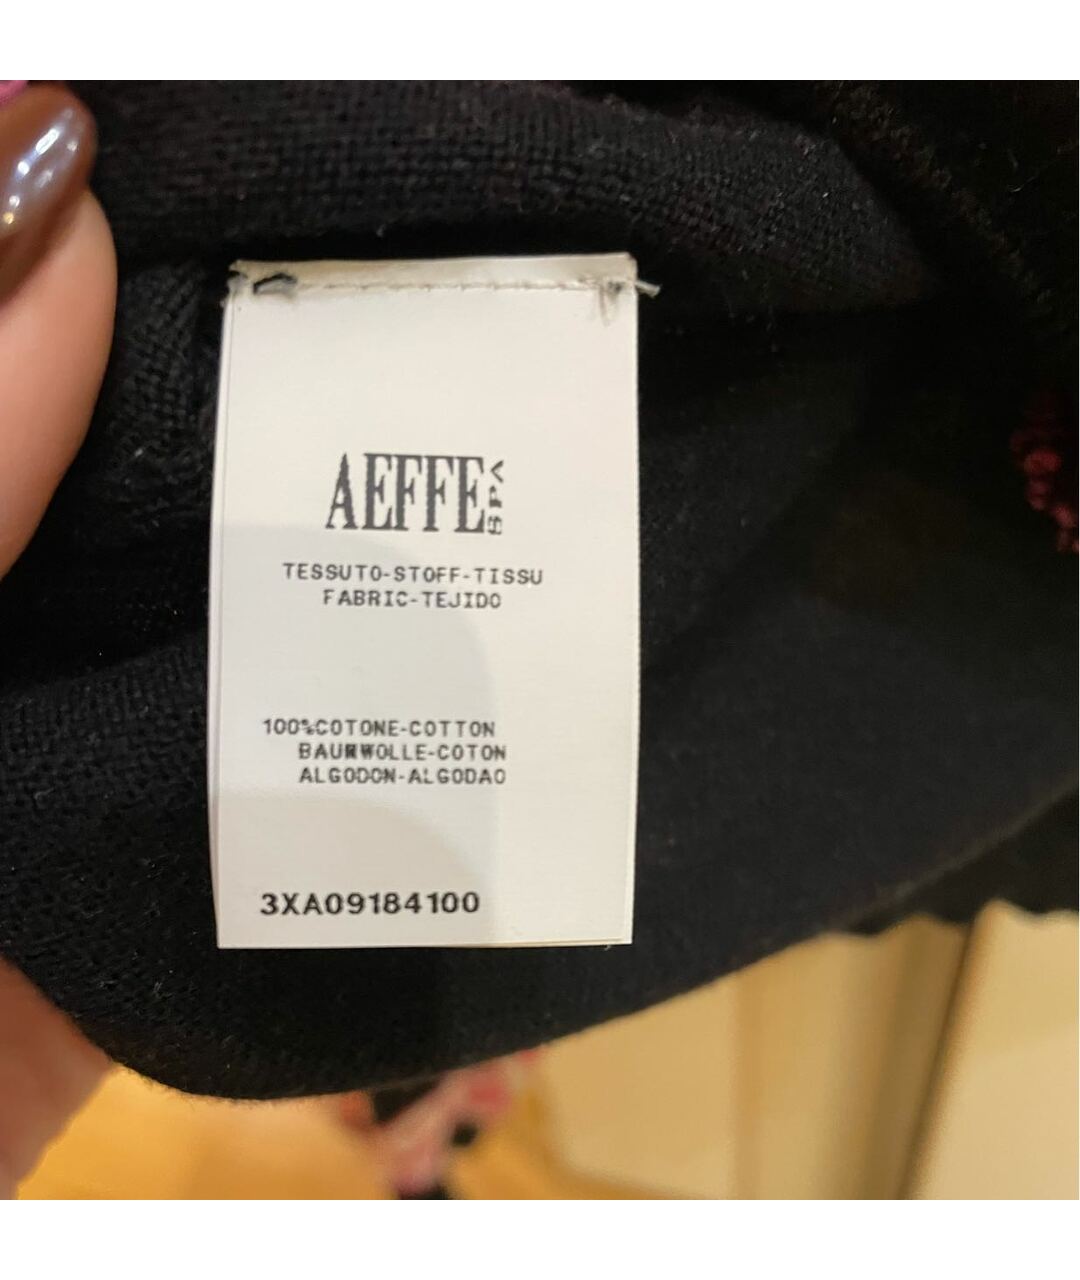 AEFFE SPA
TESSUTO-STOFF-TISSU
FABRIC-TEJIDO
100%COTONE-COTTON
BAUMWOLLE-COTON
ALGODON-ALGODAO
3XA09184100